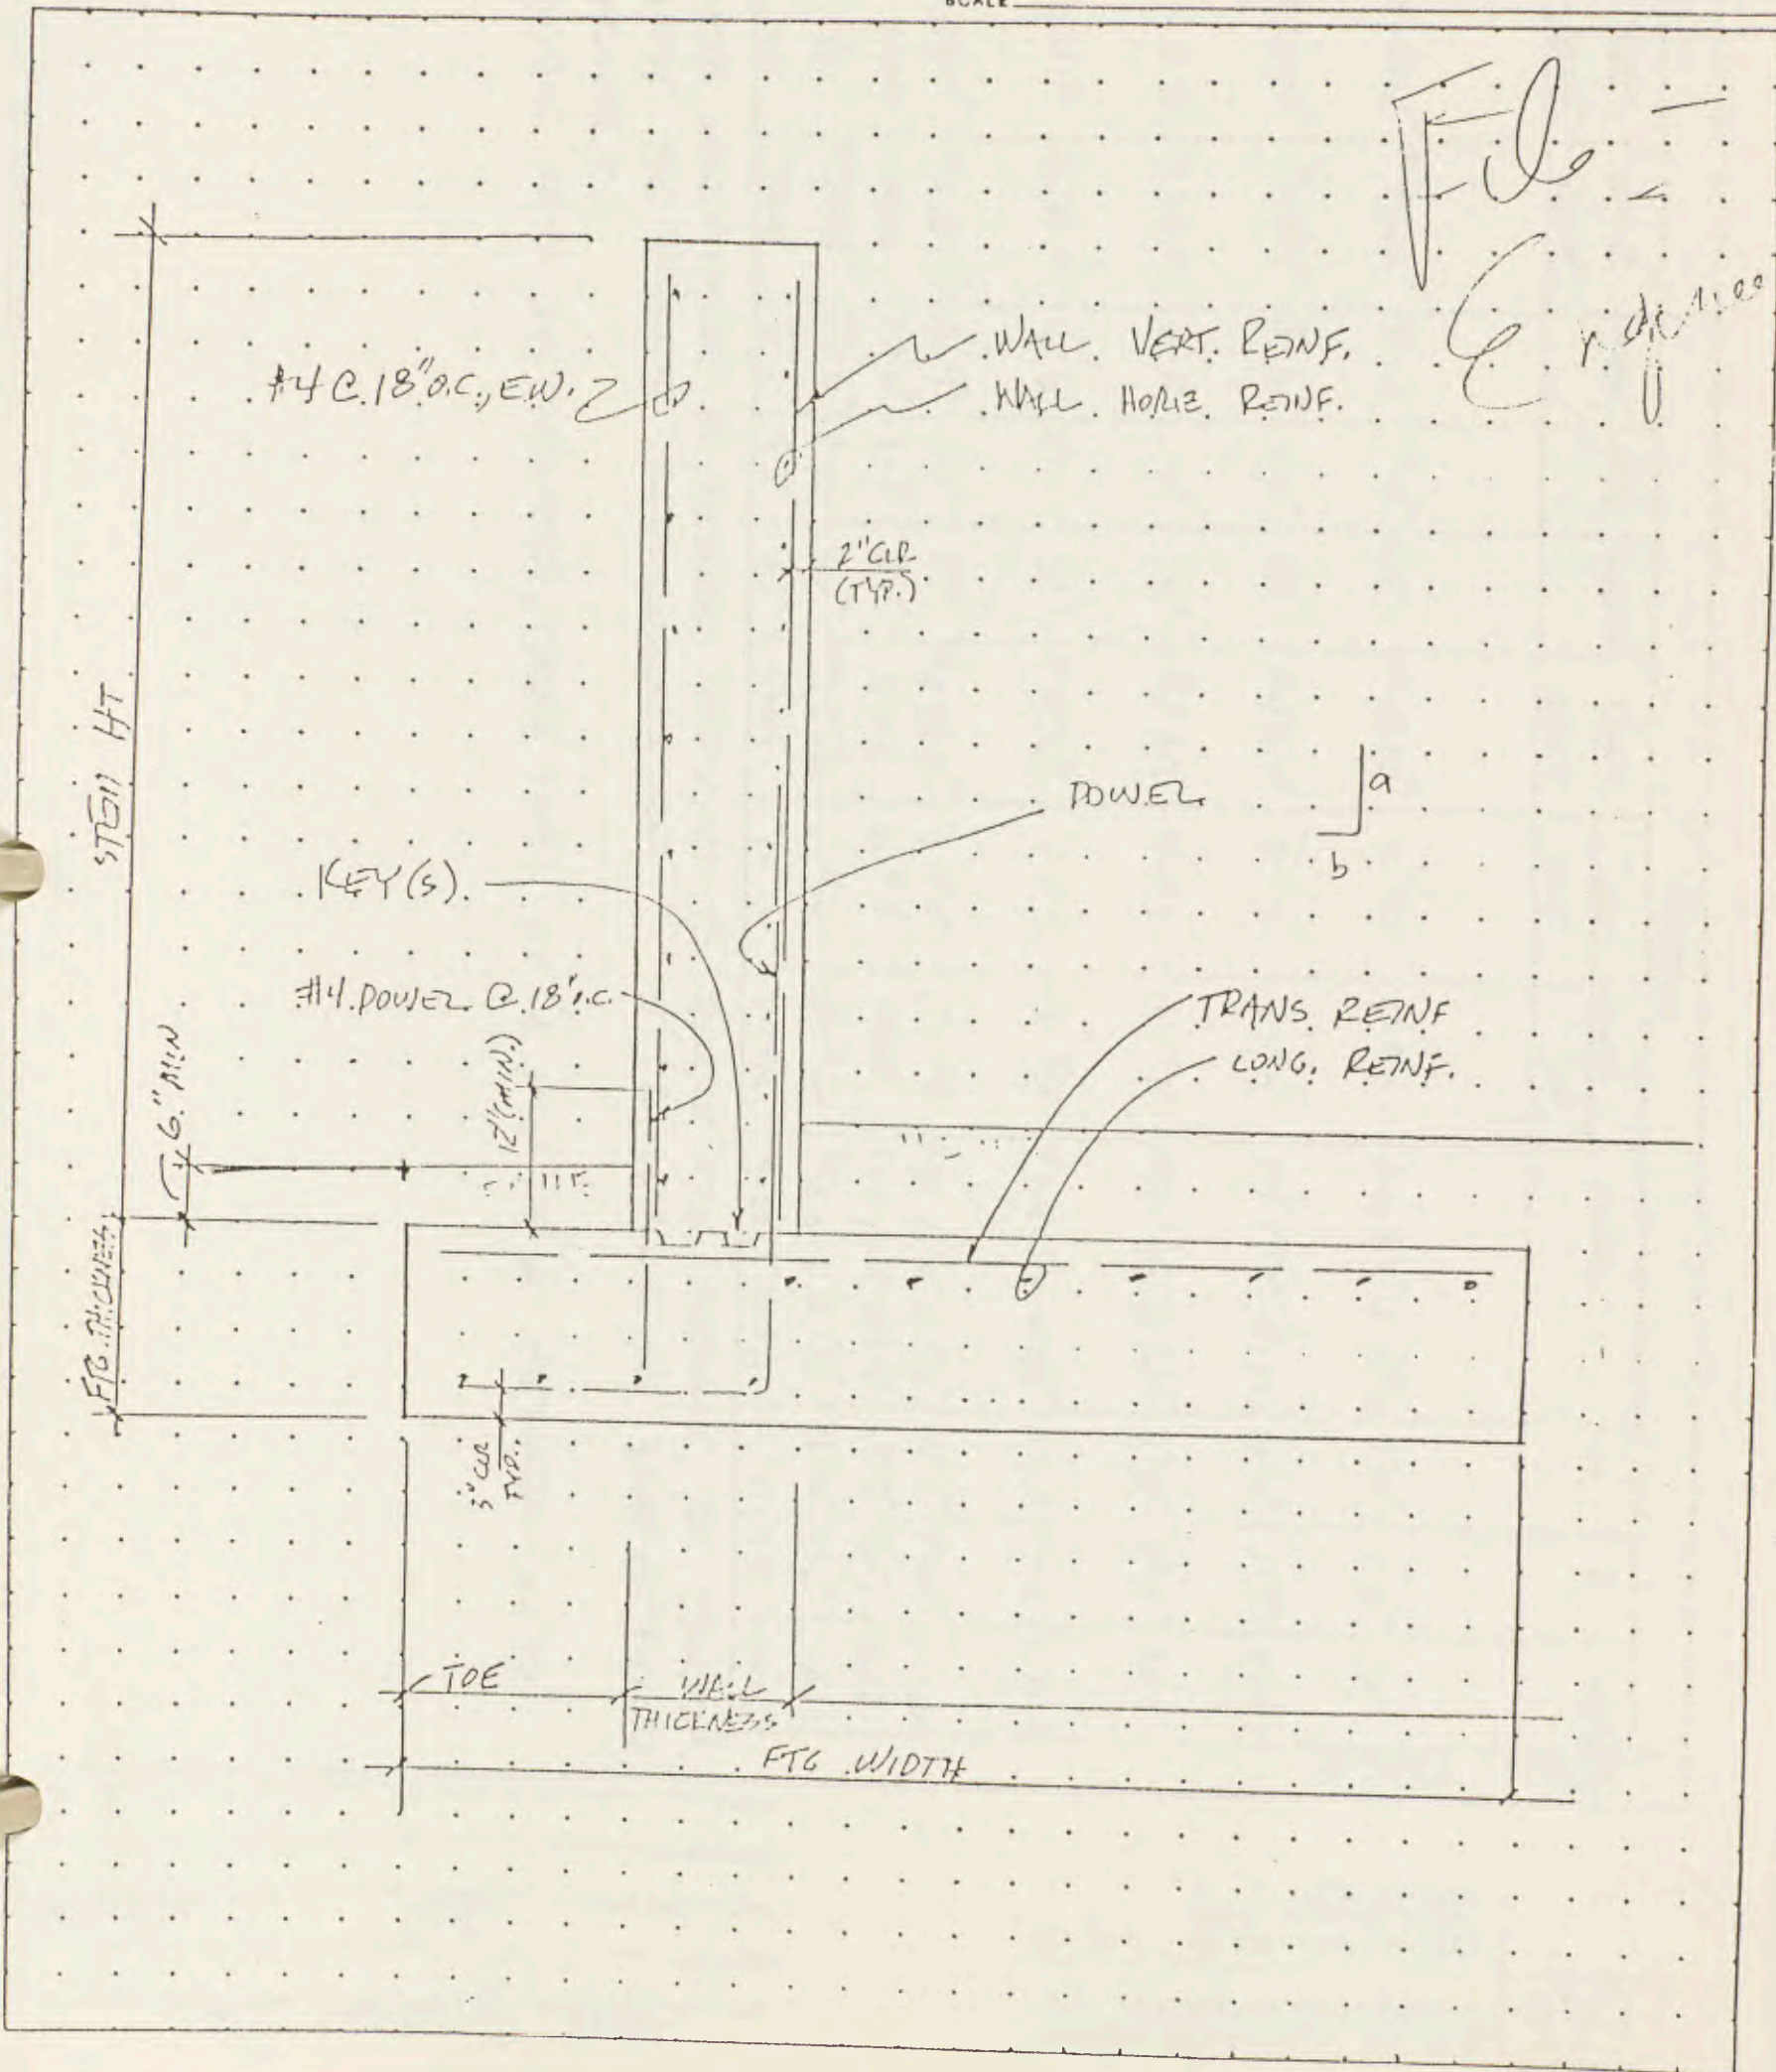 SCALE
File
#4 @ 18" O.C., E.W.
WALL VERT. REINF.
WALL HORIZ. REINF.
2" CLR
(TYP.)
STEM HT
DOWEL
a
b
KEY(S)
#4 DOWEL @ 18" o.c.
TRANS. REINF
LONG. REINF.
12" (MIN.)
6" MIN
FTG. THICKNESS
3" CLR
TYP.
TOE
WALL
THICKNESS
FTG WIDTH